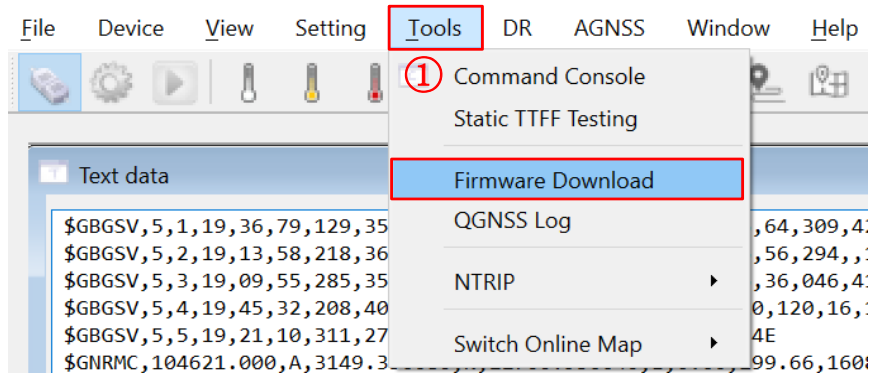 File Device View Setting Tools DR AGNSS Window Help
①
Command Console
Static TTFF Testing
Text data
Firmware Download
QGNSS Log
NTRIP
Switch Online Map
$GBGSV,5,1,19,36,79,129,35 ,64,309,42
$GBGSV,5,2,19,13,58,218,36 ,56,294,,1
$GBGSV,5,3,19,09,55,285,35 ,36,046,41
$GBGSV,5,4,19,45,32,208,40 0,120,16,1
$GBGSV,5,5,19,21,10,311,27 4E
$GNRMC,104621.000,A,3149.3 99.66,1608